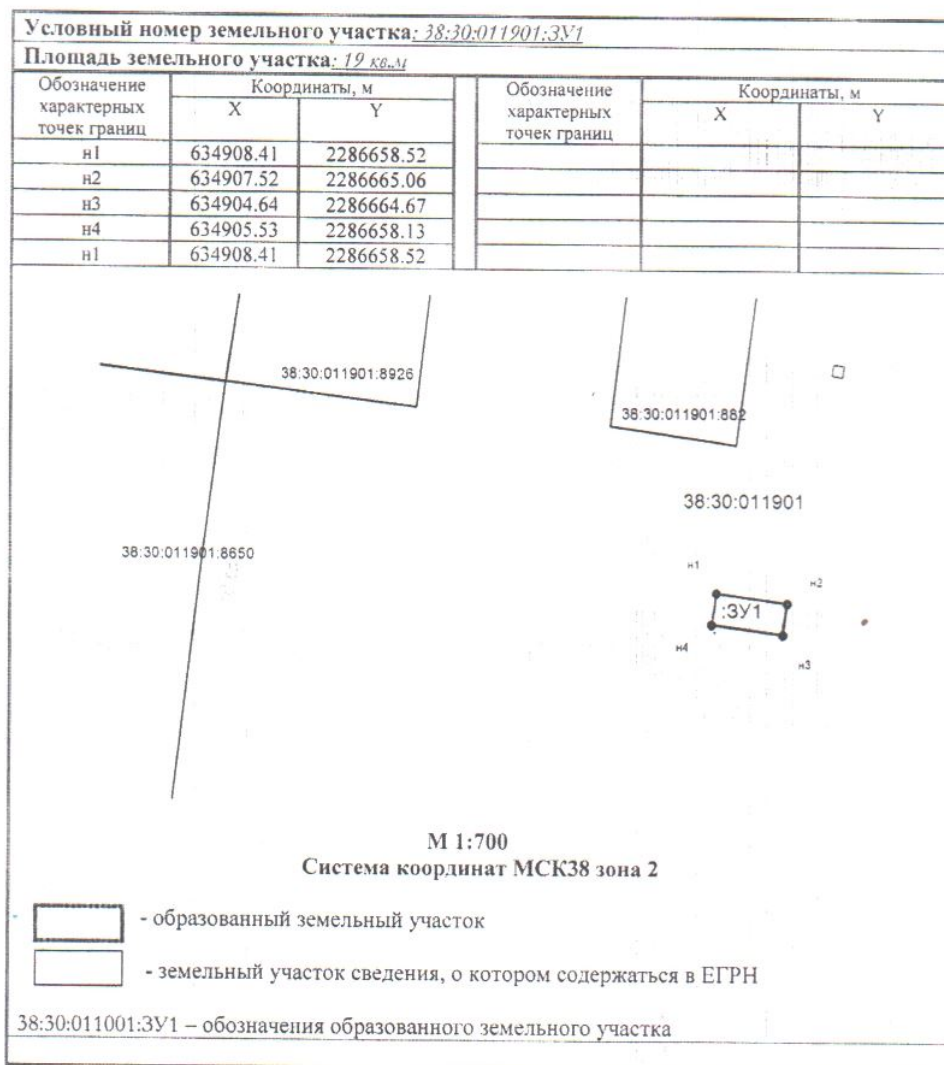 Условный номер земельного участка: 38:30:011901:ЗУ1
Площадь земельного участка: 19 кв.м
Обозначение характерных точек границ
Координаты, м
X
Y
Обозначение характерных точек границ
Координаты, м
X
Y
н1 634908.41 2286658.52
н2 634907.52 2286665.06
н3 634904.64 2286664.67
н4 634905.53 2286658.13
н1 634908.41 2286658.52
38:30:011901:8926
38:30:011901:882
38:30:011901
38:30:011901:8650
н1
н2
:ЗУ1
н4
н3
М 1:700
Система координат МСК38 зона 2
- образованный земельный участок
- земельный участок сведения, о котором содержаться в ЕГРН
38:30:011001:ЗУ1 – обозначения образованного земельного участка